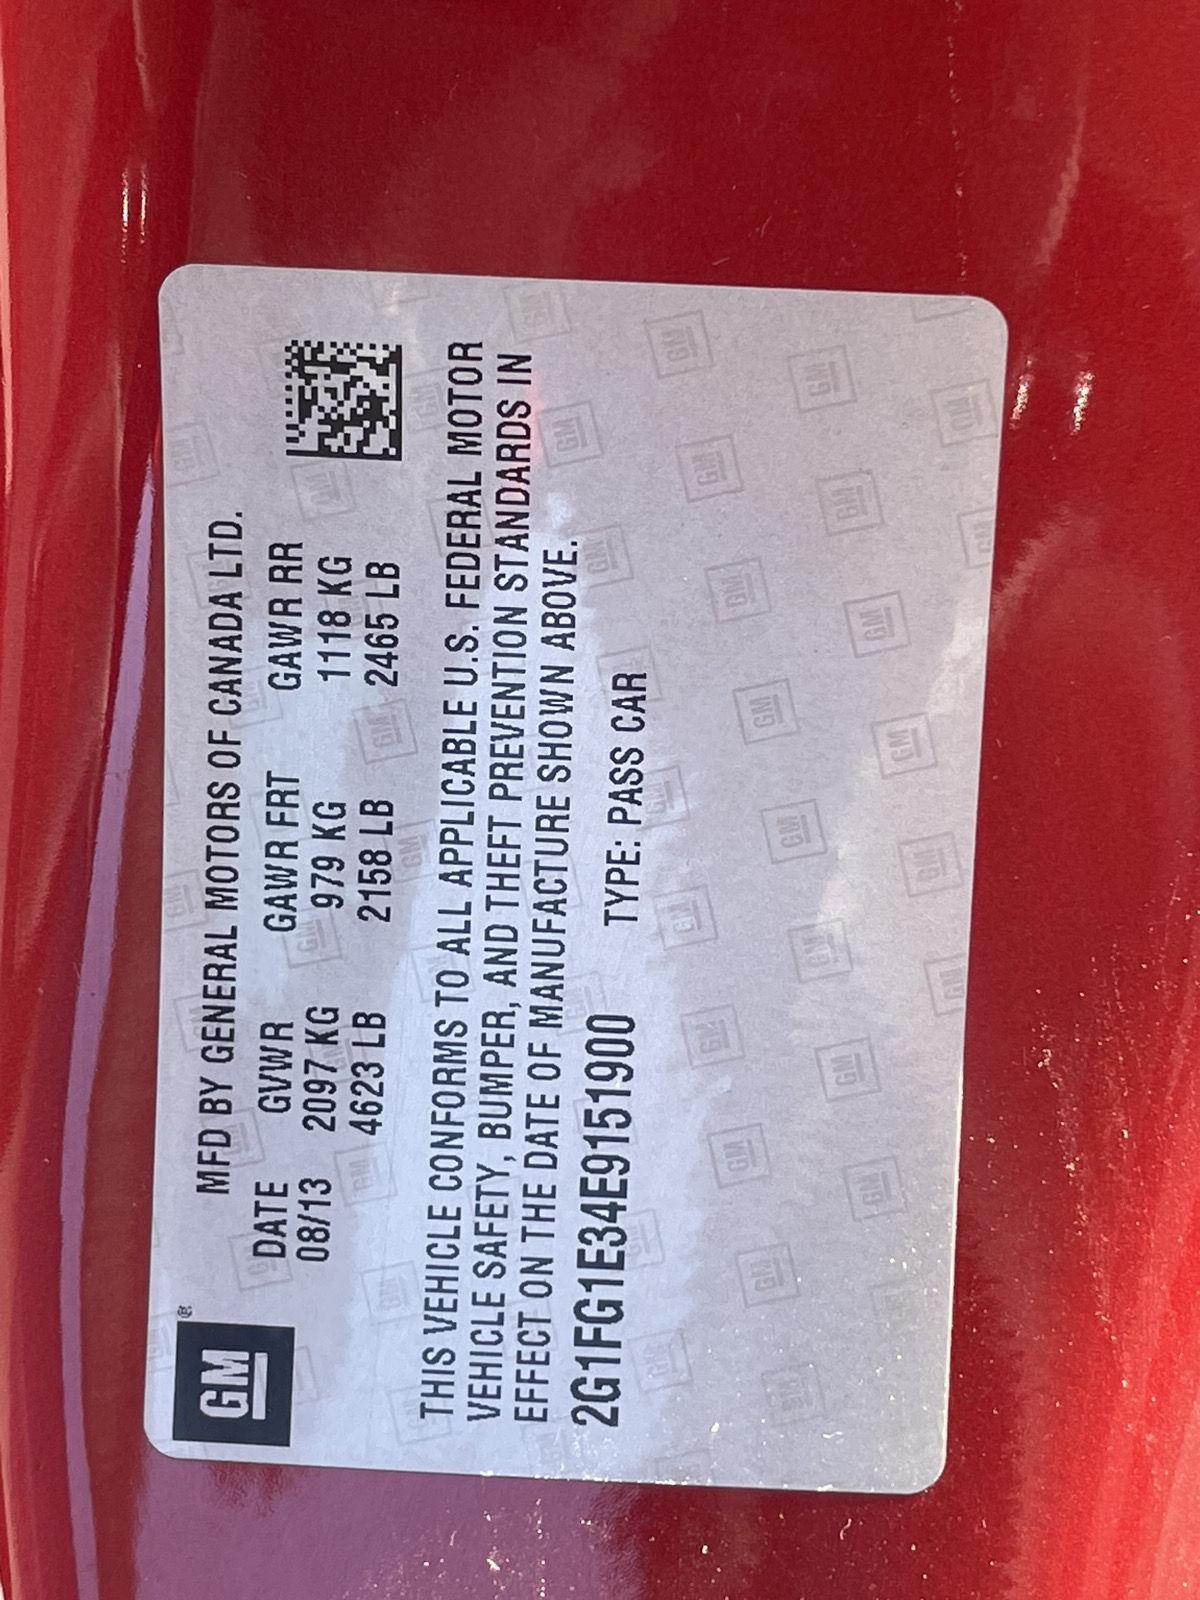 GM®
MFD BY GENERAL MOTORS OF CANADA LTD.
DATE GVWR GAWR FRT GAWR RR
08/13 2097 KG 979 KG 1118 KG
4623 LB 2158 LB 2465 LB
THIS VEHICLE CONFORMS TO ALL APPLICABLE U.S. FEDERAL MOTOR
VEHICLE SAFETY, BUMPER, AND THEFT PREVENTION STANDARDS IN
EFFECT ON THE DATE OF MANUFACTURE SHOWN ABOVE.
2G1FG1E34E9151900 TYPE: PASS CAR